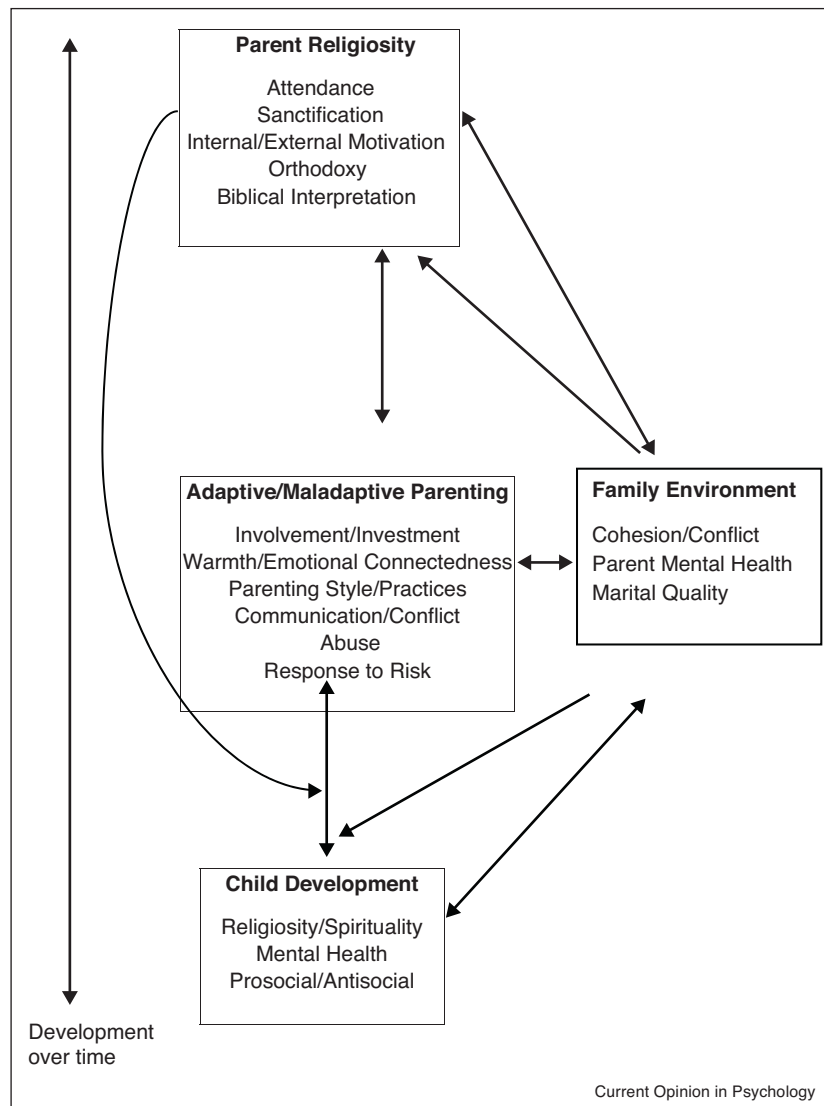 Parent Religiosity
Attendance
Sanctification
Internal/External Motivation
Orthodoxy
Biblical Interpretation
Adaptive/Maladaptive Parenting
Involvement/Investment
Warmth/Emotional Connectedness
Parenting Style/Practices
Communication/Conflict
Abuse
Response to Risk
Family Environment
Cohesion/Conflict
Parent Mental Health
Marital Quality
Child Development
Religiosity/Spirituality
Mental Health
Prosocial/Antisocial
Development
over time
Current Opinion in Psychology